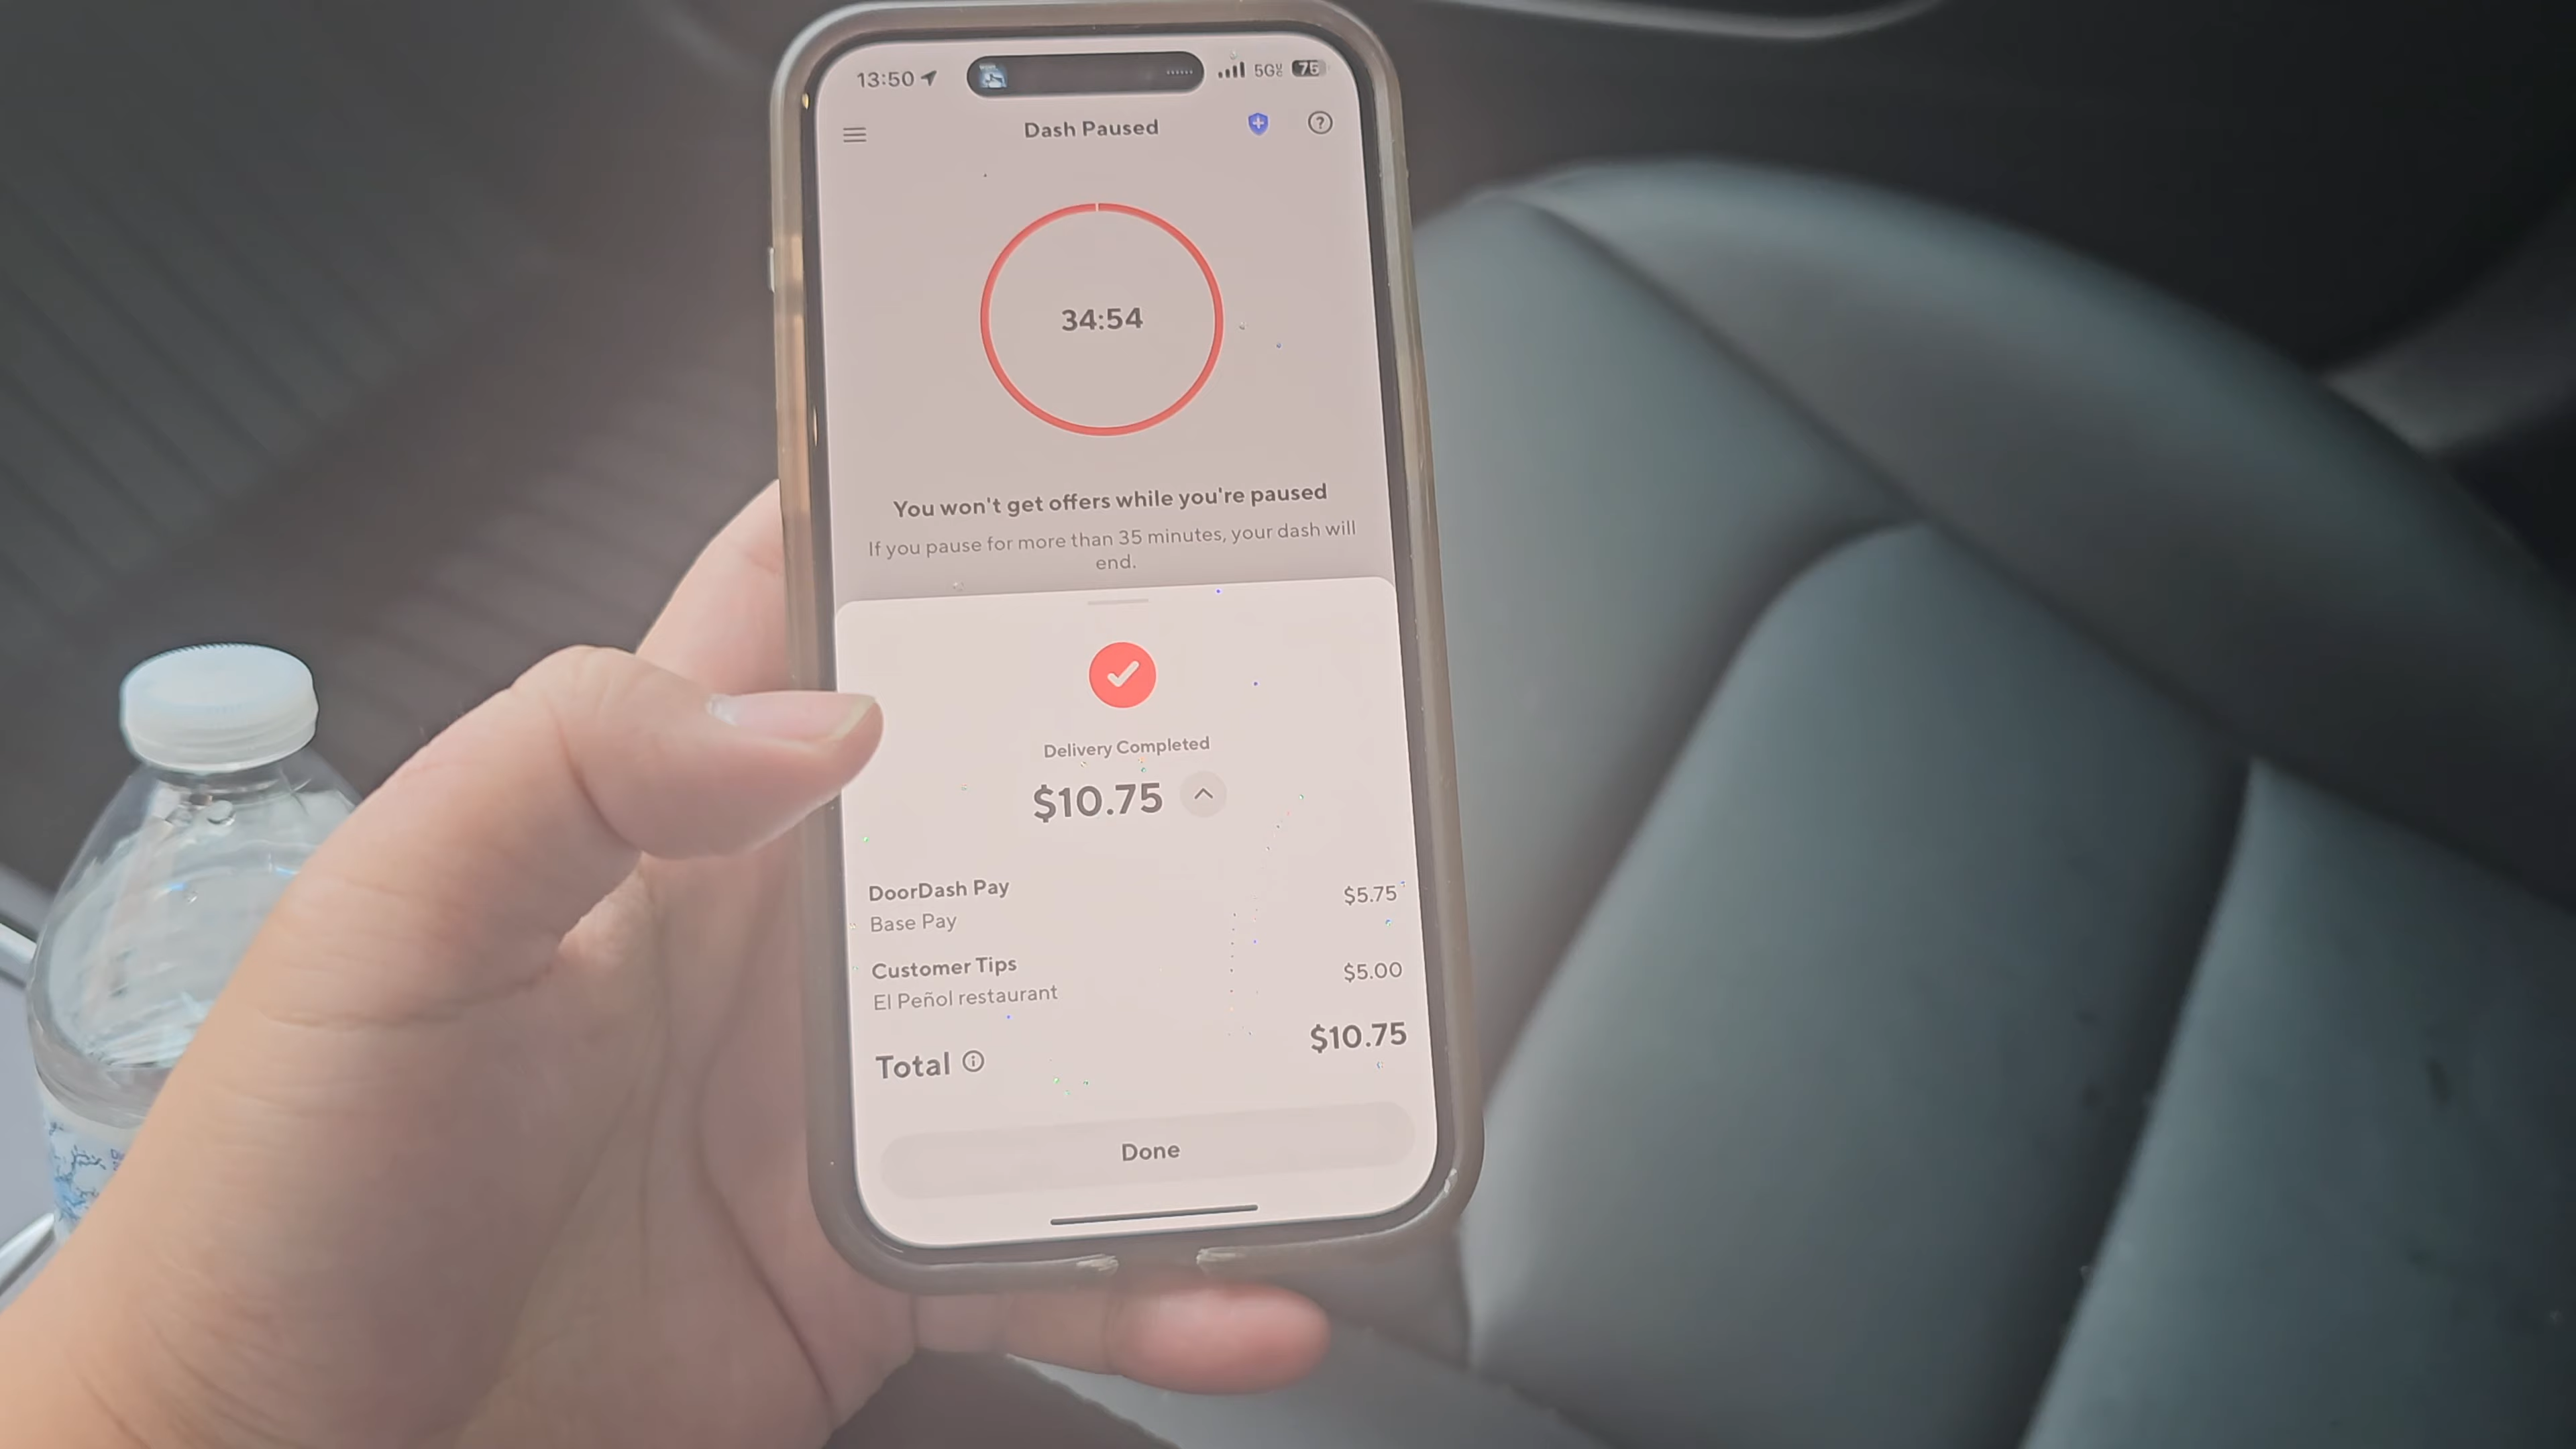 13:50
5G
75
Dash Paused
34:54
You won't get offers while you're paused
If you pause for more than 35 minutes, your dash will
end.
Delivery Completed
$10.75
DoorDash Pay $5.75
Base Pay
Customer Tips $5.00
El Peñol restaurant
Total $10.75
Done